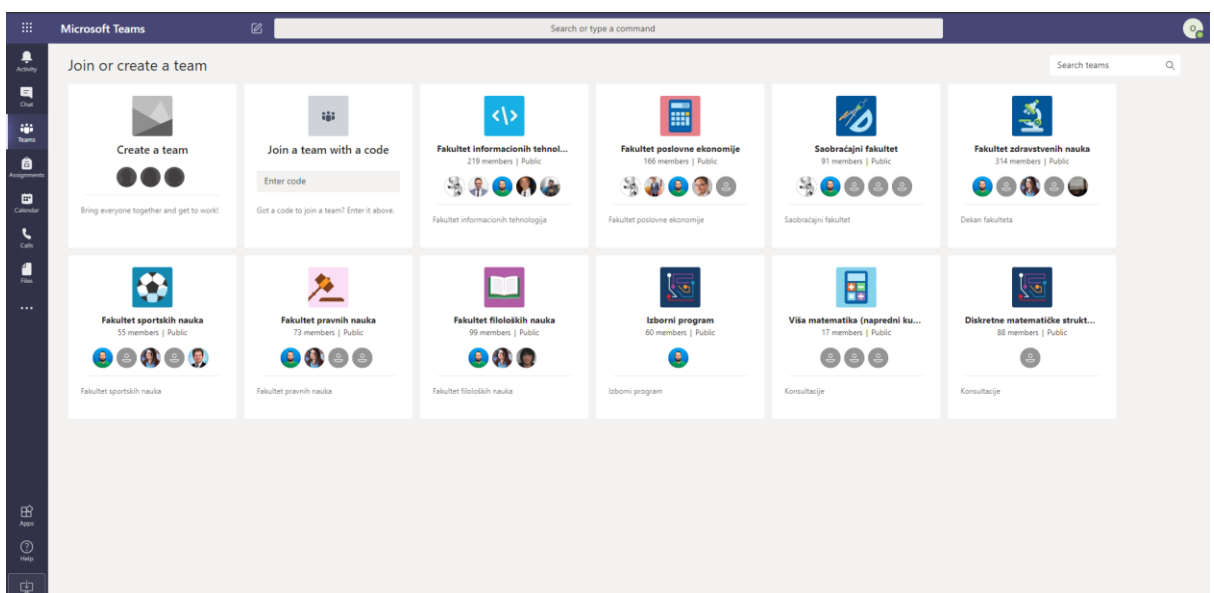 Microsoft Teams
Search or type a command
O
Activity
Chat
Teams
Assignments
Calendar
Calls
Files
Apps
Help
Join or create a team
Search teams
Create a team
Bring everyone together and get to work!
Join a team with a code
Enter code
Got a code to join a team? Enter it above.
Fakultet informacionih tehnol...
219 members | Public
Fakultet informacionih tehnologija
Fakultet poslovne ekonomije
166 members | Public
Fakultet poslovne ekonomije
Saobraćajni fakultet
91 members | Public
Saobraćajni fakultet
Fakultet zdravstvenih nauka
314 members | Public
Dekan fakulteta
Fakultet sportskih nauka
55 members | Public
Fakultet sportskih nauka
Fakultet pravnih nauka
73 members | Public
Fakultet pravnih nauka
Fakultet filoloških nauka
99 members | Public
Fakultet filoloških nauka
Izborni program
60 members | Public
Izborni program
Viša matematika (napredni ku...
17 members | Public
Konsultacije
Diskretne matematičke strukt...
88 members | Public
Konsultacije